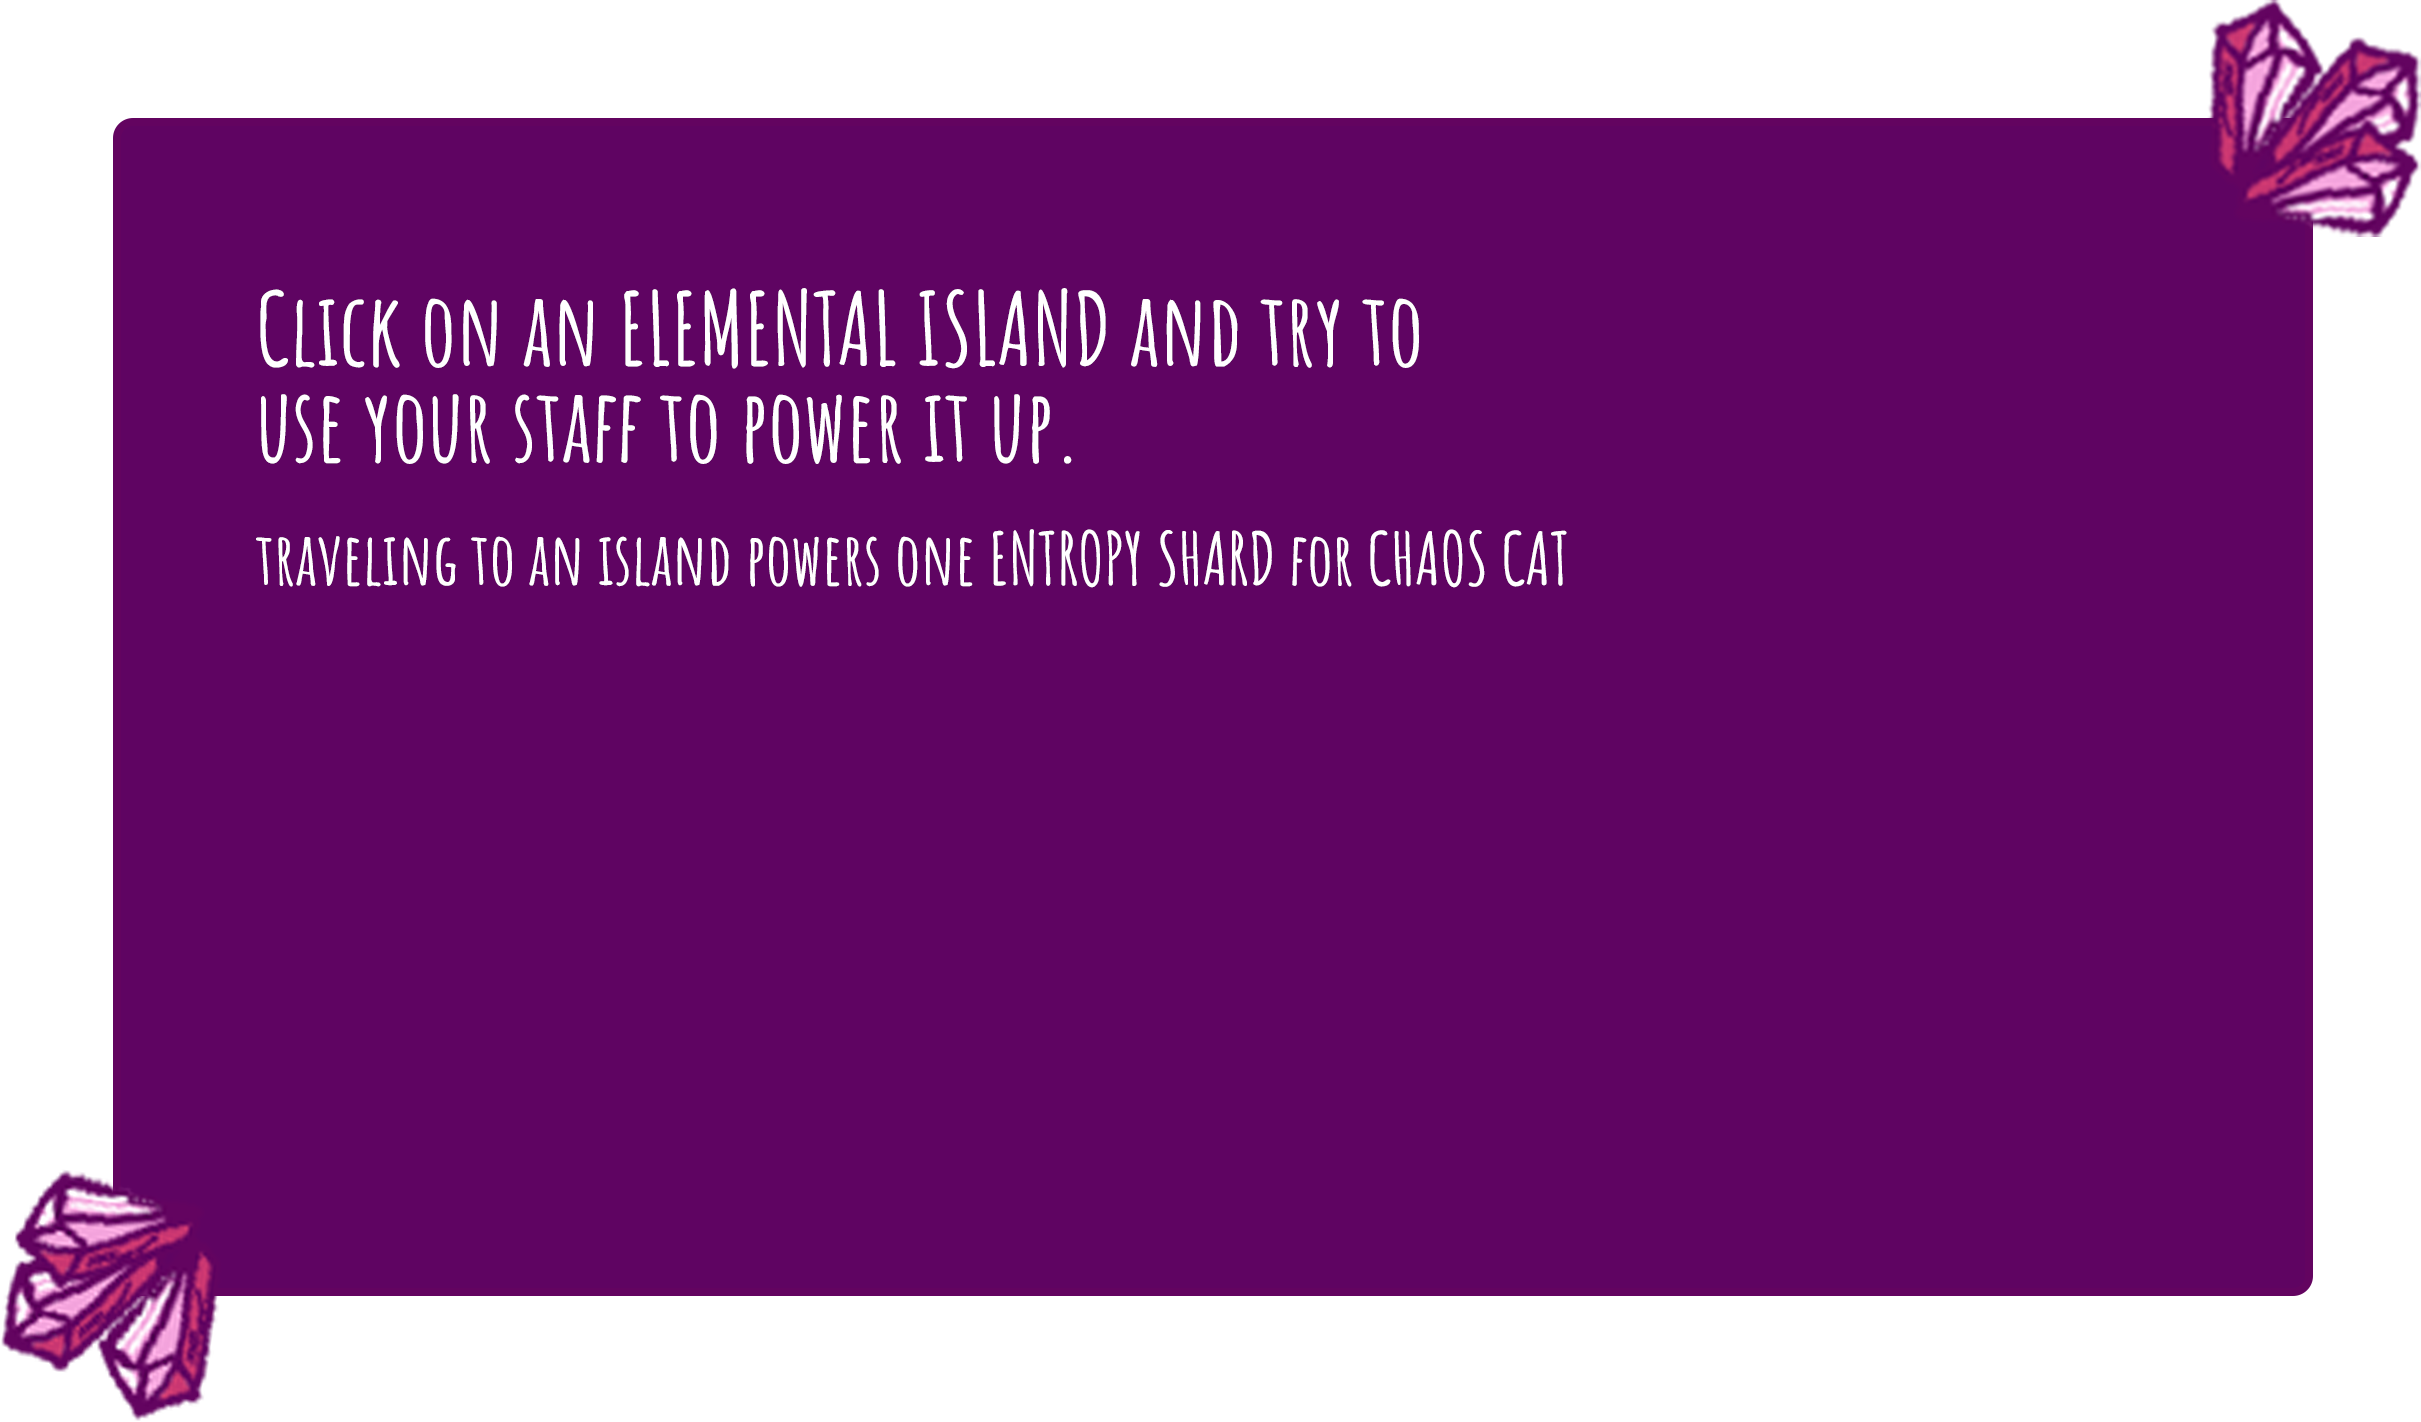 Click on an ELEMENTAL ISLAND and try to
use your staff to power it up.
traveling to an island powers one ENTROPY SHARD for CHAOS CAT